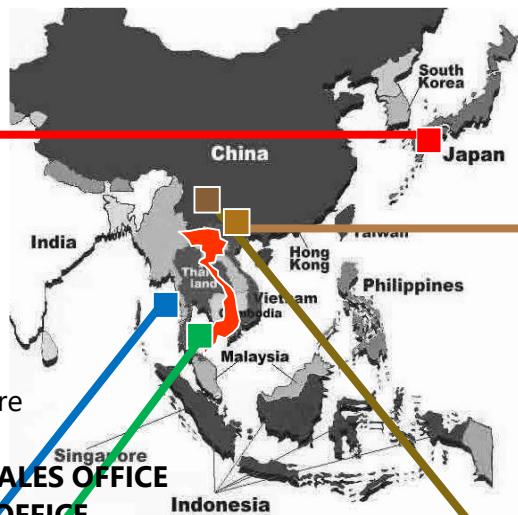 South
Korea
China
Japan
India
Taiwan
Hong
Kong
Thai
land
Vietnam
Cambodia
Philippines
Malaysia
re
Singapore
ALES OFFICE
Indonesia
OFFICE